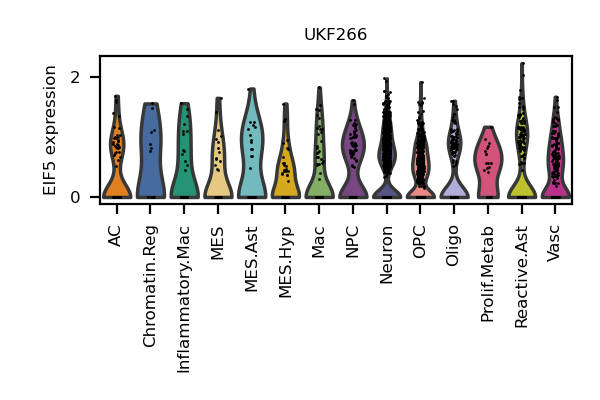 UKF266
EIF5 expression
2
0
AC
Chromatin.Reg
Inflammatory.Mac
MES
MES.Ast
MES.Hyp
Mac
NPC
Neuron
OPC
Oligo
Prolif.Metab
Reactive.Ast
Vasc